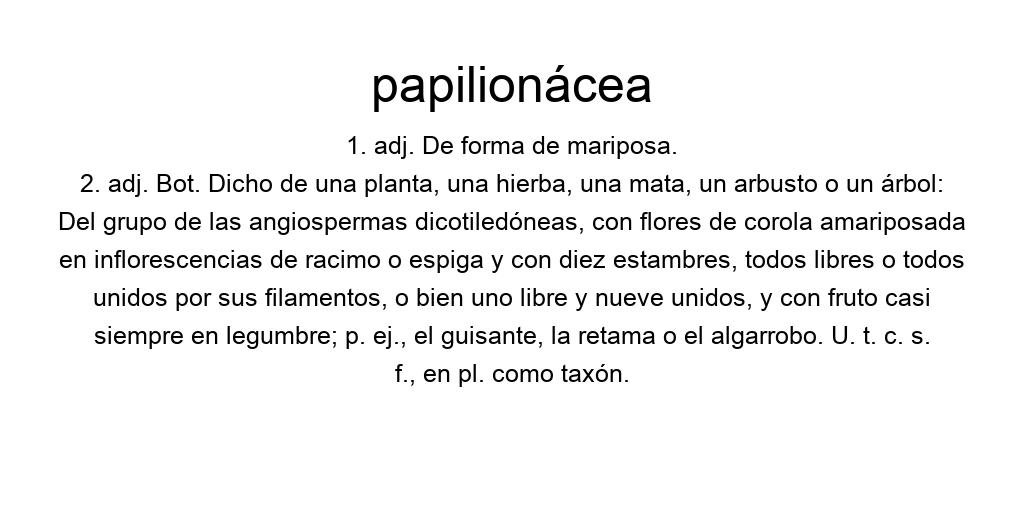 papilionácea
1. adj. De forma de mariposa.
2. adj. Bot. Dicho de una planta, una hierba, una mata, un arbusto o un árbol:
Del grupo de las angiospermas dicotiledóneas, con flores de corola amariposada
en inflorescencias de racimo o espiga y con diez estambres, todos libres o todos
unidos por sus filamentos, o bien uno libre y nueve unidos, y con fruto casi
siempre en legumbre; p. ej., el guisante, la retama o el algarrobo. U. t. c. s.
f., en pl. como taxón.